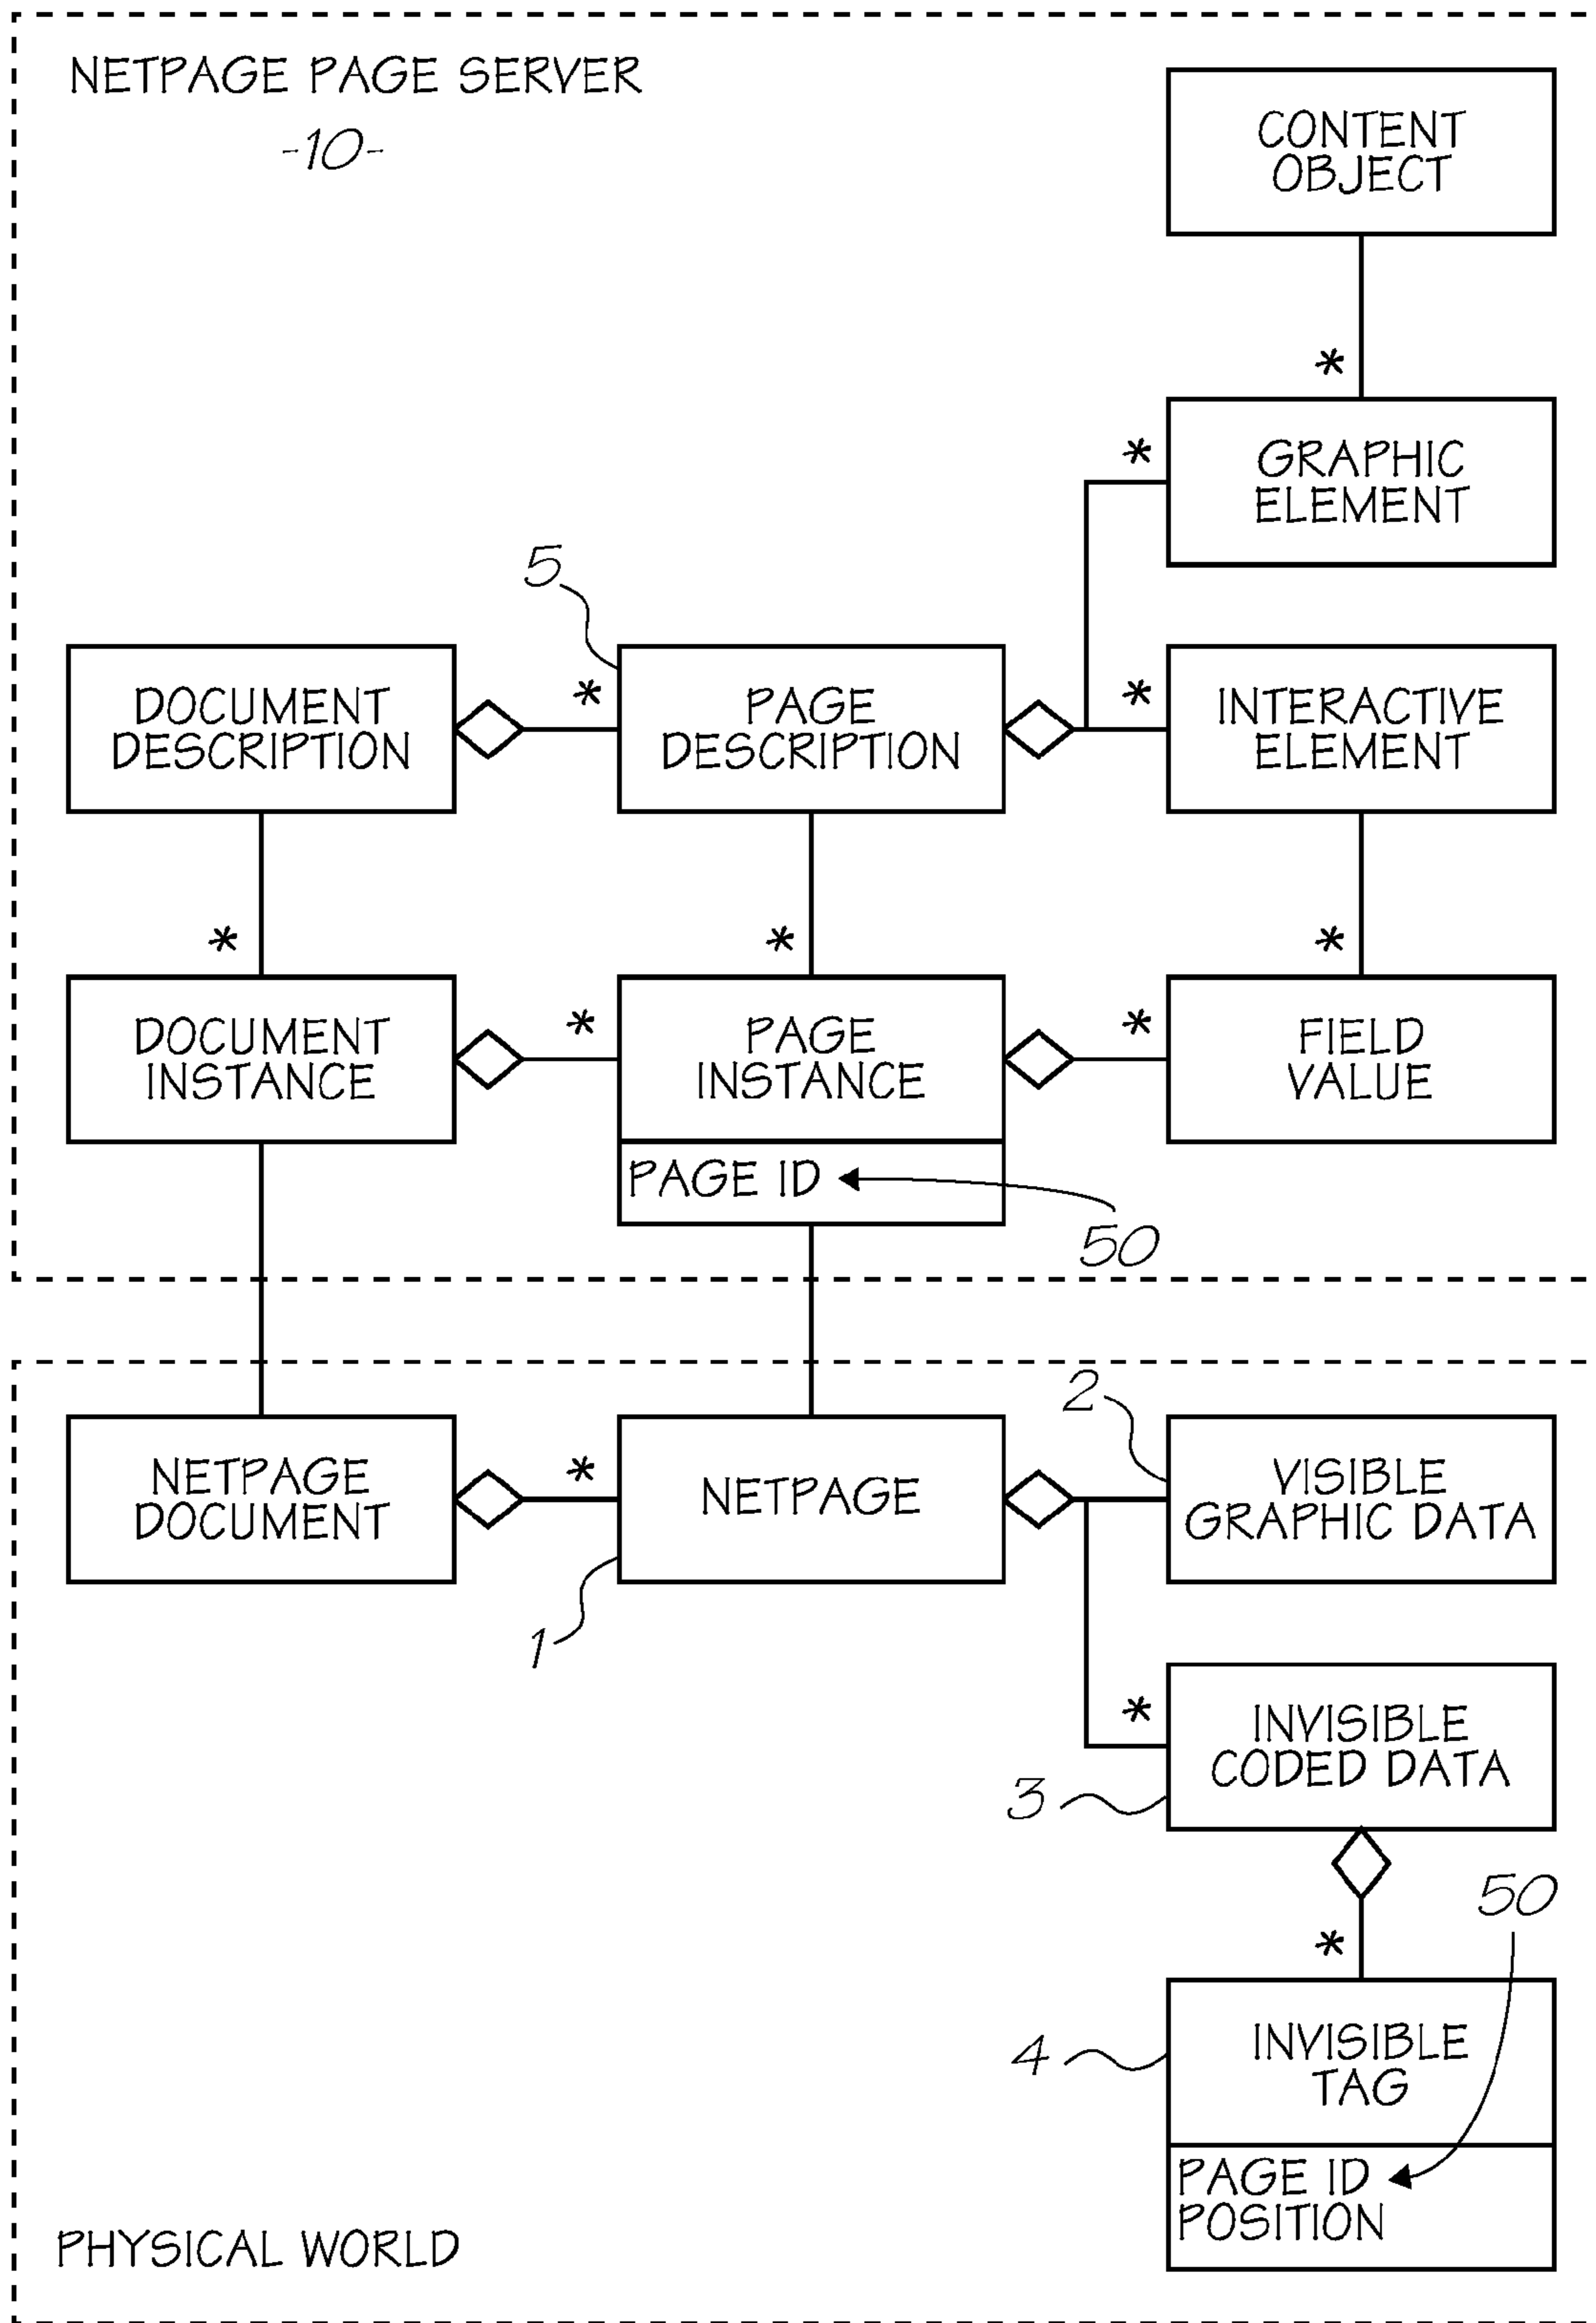 NETPAGE PAGE SERVER
-10-
CONTENT
OBJECT
*
*
GRAPHIC
ELEMENT
5
DOCUMENT
DESCRIPTION
*
PAGE
DESCRIPTION
*
INTERACTIVE
ELEMENT
*
*
*
DOCUMENT
INSTANCE
*
PAGE
INSTANCE
*
FIELD
VALUE
PAGE ID
50
2
NETPAGE
DOCUMENT
*
NETPAGE
VISIBLE
GRAPHIC DATA
1
*
INVISIBLE
CODED DATA
3
50
*
4
INVISIBLE
TAG
PAGE ID
POSITION
PHYSICAL WORLD